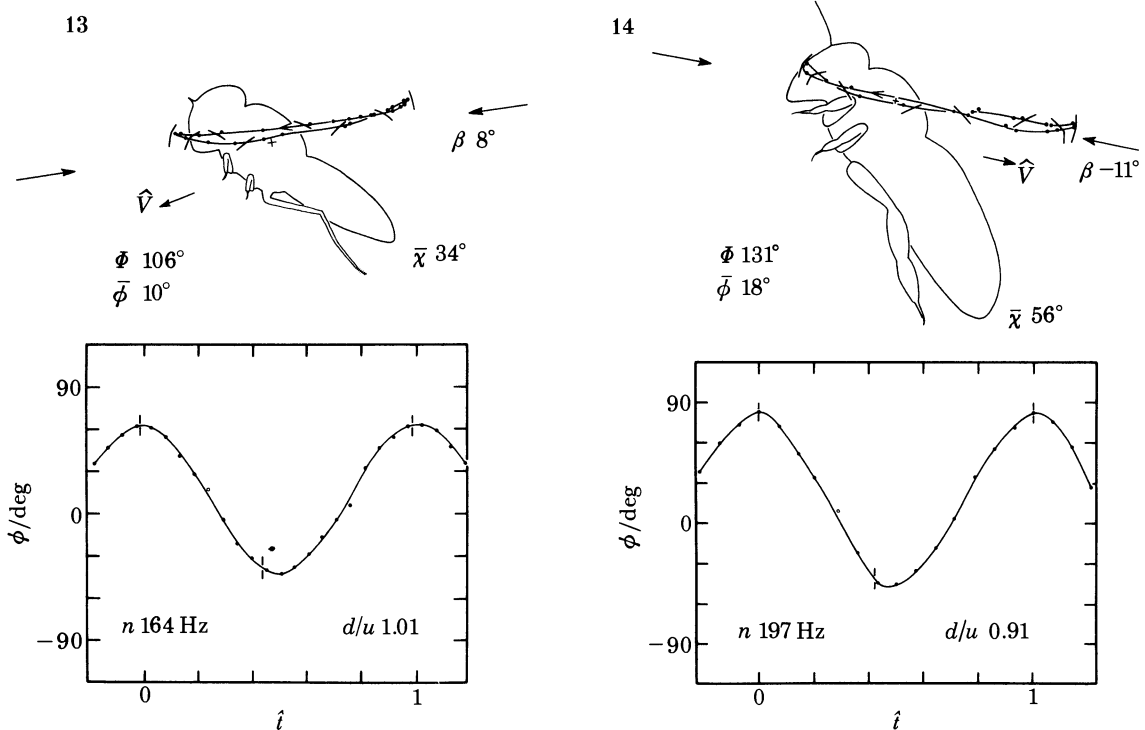 13
β 8°
V̂
Φ 106°
ϕ̄ 10°
χ̄ 34°
90
0
−90
ϕ/deg
n 164 Hz
d/u 1.01
0
1
t̂
14
V̂
β −11°
Φ 131°
ϕ̄ 18°
χ̄ 56°
90
0
−90
ϕ/deg
n 197 Hz
d/u 0.91
0
1
t̂